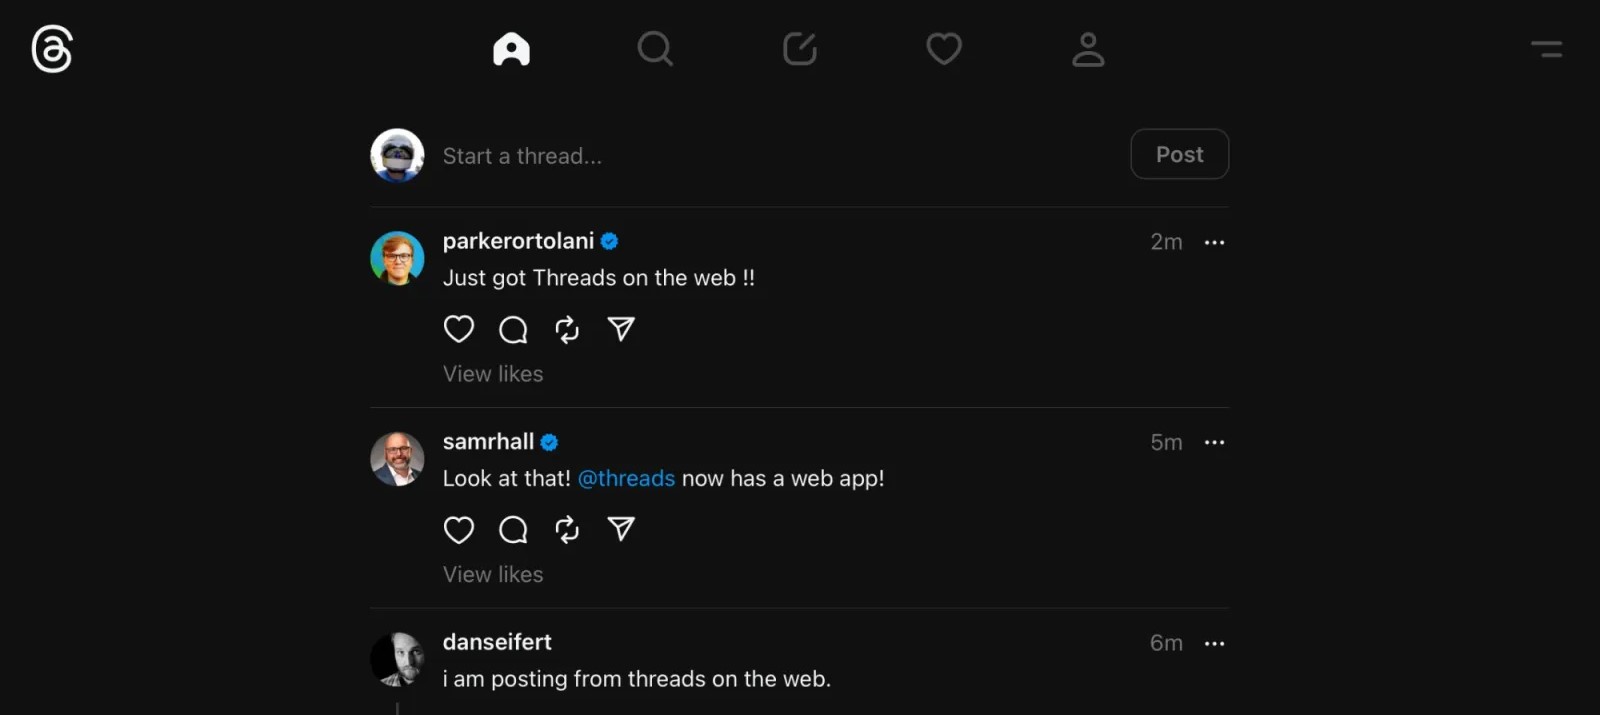 Start a thread...
Post
parkerortolani 2m
Just got Threads on the web !!
View likes
samrhall 5m
Look at that! @threads now has a web app!
View likes
danseifert 6m
i am posting from threads on the web.